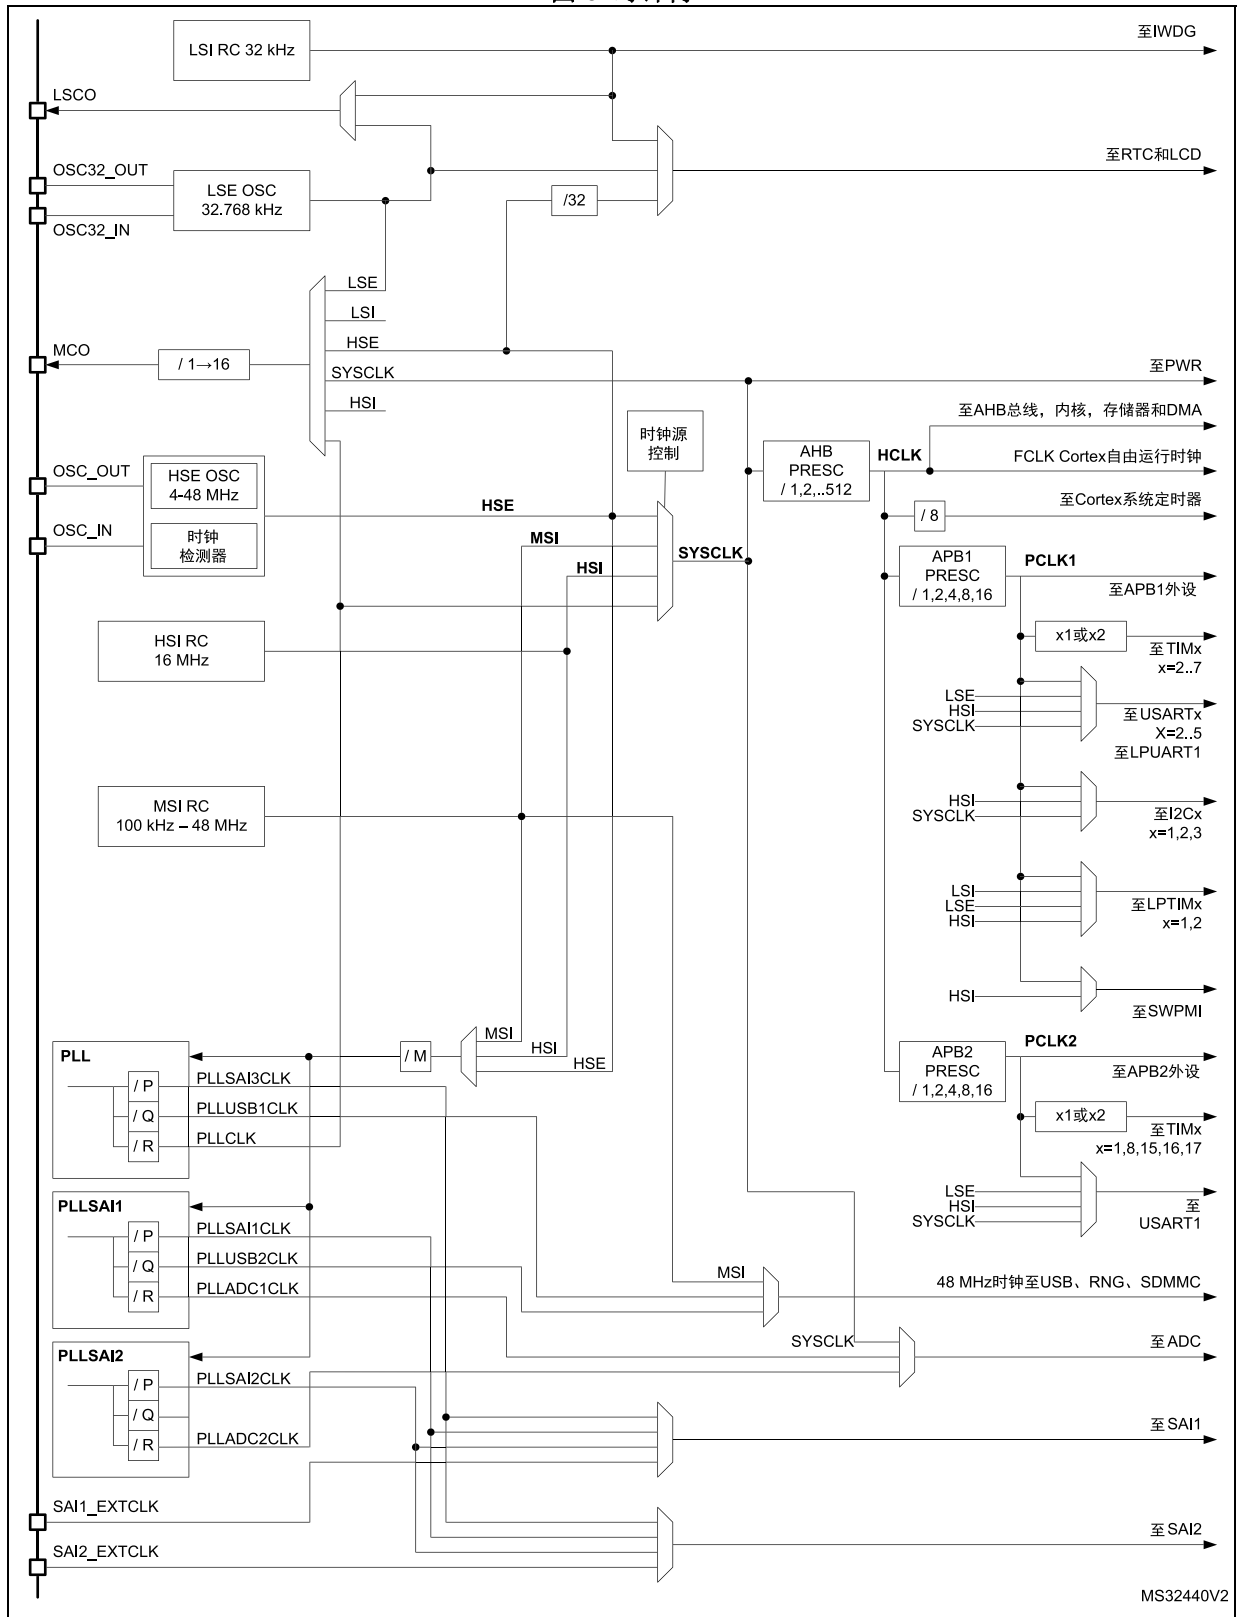 LSI RC 32 kHz
至IWDG
LSCO
OSC32_OUT
至RTC和LCD
LSE OSC
32.768 kHz
/32
OSC32_IN
LSE
LSI
HSE
MCO
/ 1→16
SYSCLK
至PWR
HSI
至AHB总线，内核，存储器和DMA
时钟源
控制
AHB
PRESC
/ 1,2,..512
HCLK
FCLK Cortex自由运行时钟
OSC_OUT
HSE OSC
4-48 MHz
HSE
/ 8
至Cortex系统定时器
OSC_IN
时钟
检测器
MSI
SYSCLK
HSI
APB1
PRESC
/ 1,2,4,8,16
PCLK1
至APB1外设
HSI RC
16 MHz
x1或x2
至TIMx
x=2..7
LSE
HSI
SYSCLK
至USARTx
X=2..5
至LPUART1
MSI RC
100 kHz – 48 MHz
HSI
SYSCLK
至I2Cx
x=1,2,3
LSI
LSE
HSI
至LPTIMx
x=1,2
HSI
至SWPMI
MSI
HSI
HSE
/ M
PLL
/ P
PLLSAI3CLK
/ Q
PLLUSB1CLK
/ R
PLLCLK
APB2
PRESC
/ 1,2,4,8,16
PCLK2
至APB2外设
x1或x2
至TIMx
x=1,8,15,16,17
LSE
HSI
SYSCLK
至
USART1
PLLSAI1
/ P
PLLSAI1CLK
/ Q
PLLUSB2CLK
/ R
PLLADC1CLK
MSI
48 MHz时钟至USB、RNG、SDMMC
SYSCLK
至ADC
PLLSAI2
/ P
PLLSAI2CLK
/ Q
/ R
PLLADC2CLK
至SAI1
SAI1_EXTCLK
至SAI2
SAI2_EXTCLK
MS32440V2